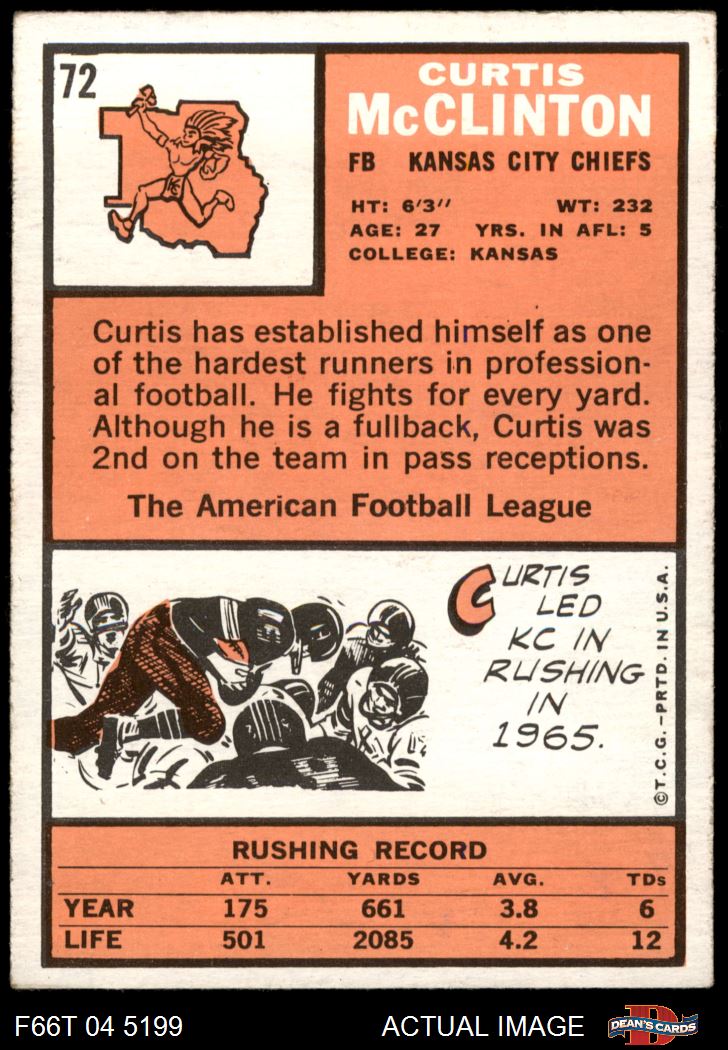 72
CURTIS
McCLINTON
FB KANSAS CITY CHIEFS
HT: 6'3" WT: 232
AGE: 27 YRS. IN AFL: 5
COLLEGE: KANSAS
KC
Curtis has established himself as one
of the hardest runners in profession-
al football. He fights for every yard.
Although he is a fullback, Curtis was
2nd on the team in pass receptions.
The American Football League
CURTIS
LED
KC IN
RUSHING
IN
1965.
©T.C.G.–PRTD. IN U.S.A.
RUSHING RECORD
ATT. YARDS AVG. TDs
YEAR 175 661 3.8 6
LIFE 501 2085 4.2 12
F66T 04 5199 ACTUAL IMAGE
D
DEAN'S CARDS